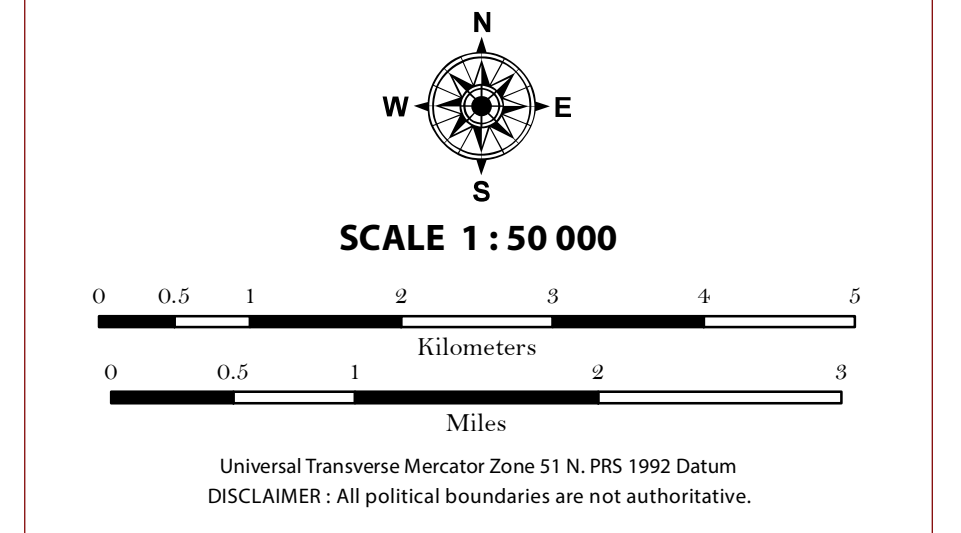 N
W E
S
SCALE 1 : 50 000
0 0.5 1 2 3 4 5
Kilometers
0 0.5 1 2 3
Miles
Universal Transverse Mercator Zone 51 N. PRS 1992 Datum
DISCLAIMER : All political boundaries are not authoritative.